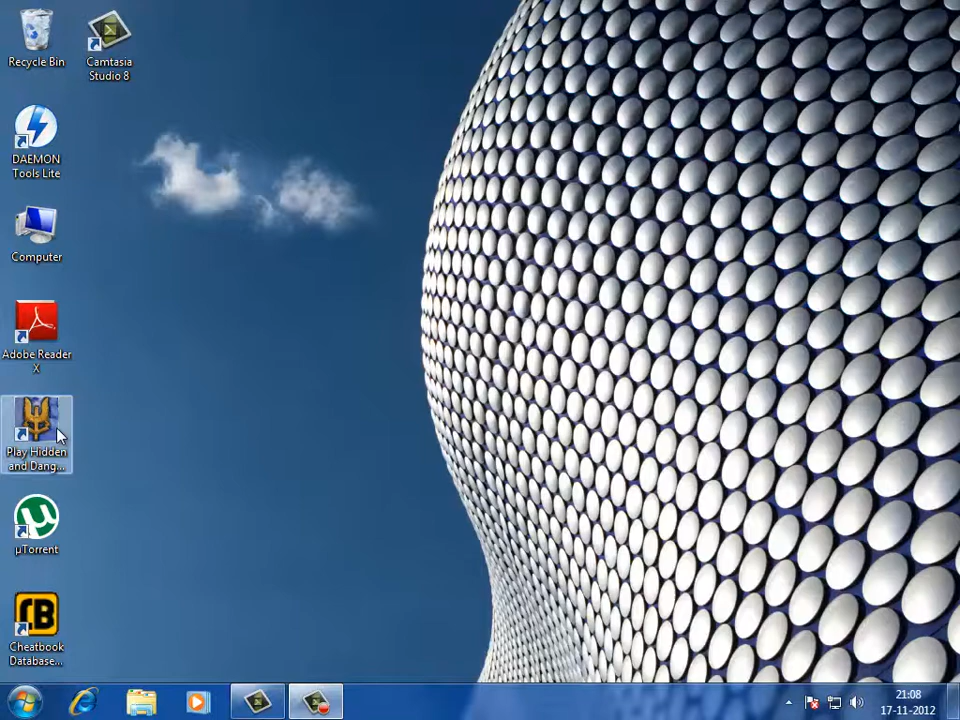 Recycle Bin
Camtasia
Studio 8
DAEMON
Tools Lite
Computer
Adobe Reader
X
Play Hidden
and Dang...
µTorrent
CB
Cheatbook
Database...
21:08
17-11-2012